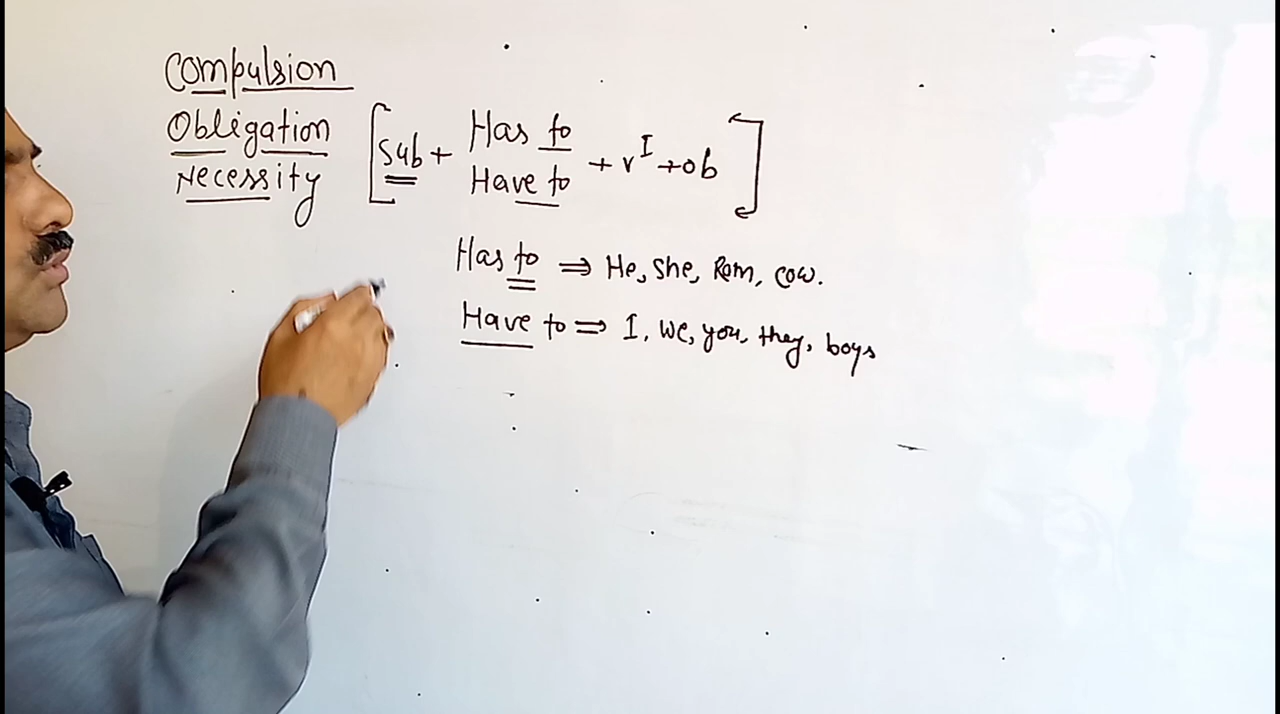 Compulsion
Obligation
Necessity
[Sub + Has to / Have to + v^I + ob]
Has to ⇒ He, She, Ram, cow.
Have to ⇒ I, we, you, they, boys